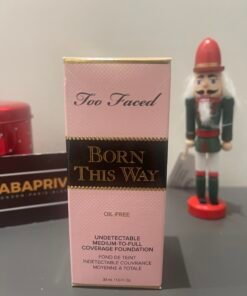 Too Faced
BORN
THIS WAY
ABAPRIV
OIL-FREE
UNDETECTABLE
MEDIUM-TO-FULL
COVERAGE FOUNDATION
FOND DE TEINT
INDÉTECTABLE COUVRANCE
MOYENNE À TOTALE